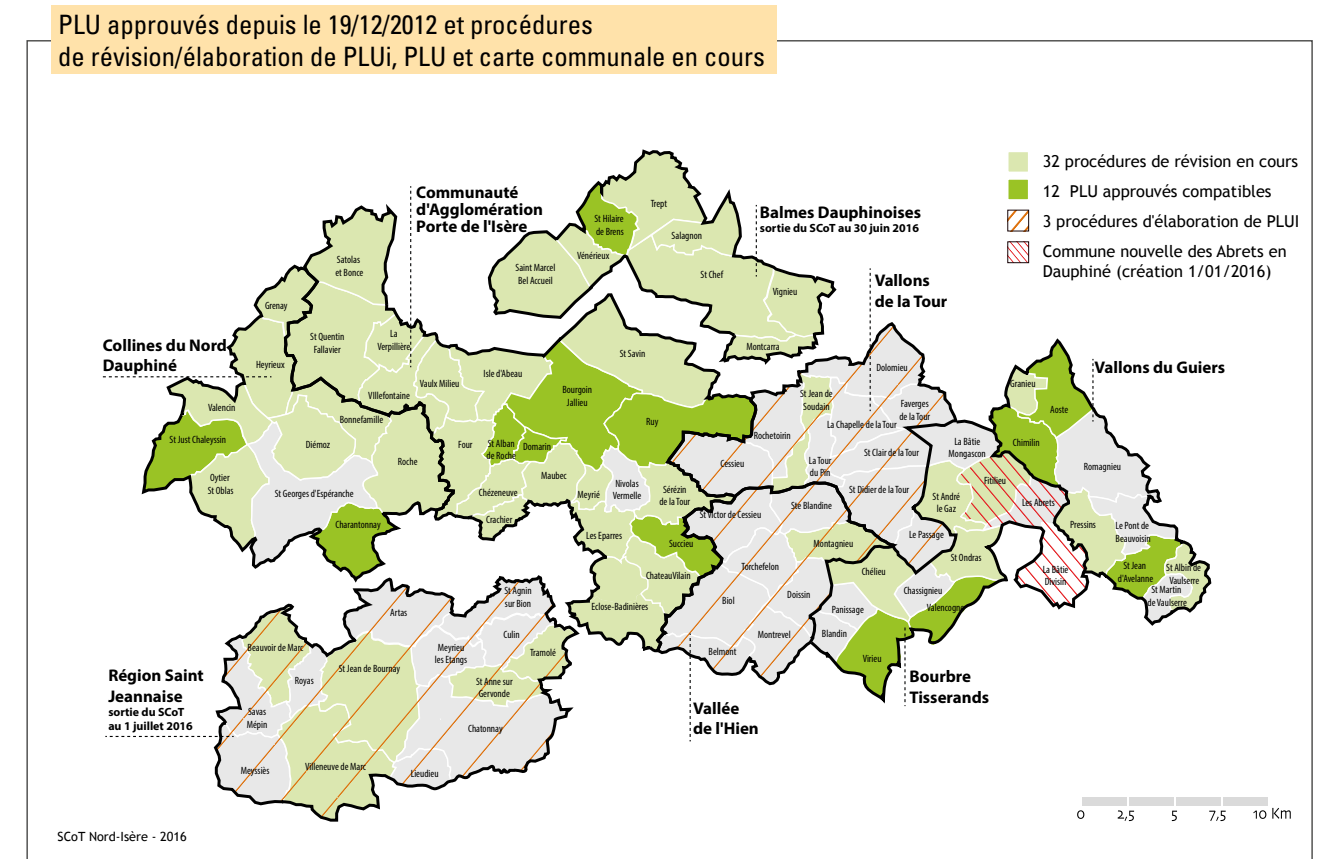 PLU approuvés depuis le 19/12/2012 et procédures
de révision/élaboration de PLUi, PLU et carte communale en cours
32 procédures de révision en cours
12 PLU approuvés compatibles
3 procédures d'élaboration de PLUI
Commune nouvelle des Abrets en
Dauphiné (création 1/01/2016)
Communauté
d'Agglomération
Porte de l'Isère
Balmes Dauphinoises
sortie du SCoT au 30 juin 2016
Vallons
de la Tour
Collines du Nord
Dauphiné
Vallons du Guiers
Trept
St Hilaire
de Brens
Salagnon
Vénérieux
Saint Marcel
Bel Accueil
St Chef
Vignieu
Montcarra
Satolas
et Bonce
Grenay
St Quentin
Fallavier
La
Verpillière
Heyrieux
Villefontaine
Vaulx Milieu
Isle d'Abeau
St Savin
Bourgoin
Jallieu
Ruy
Valencin
Bonnefamille
St Just Chaleyssin
Diémoz
Roche
Four
St Alban
de Roche
Domarin
Maubec
Oytier
St Oblas
St Georges d'Espéranche
Chézeneuve
Meyrié
Nicolas
Vermelle
Sérézin
de la Tour
Crachier
Charantonnay
Les Eparres
Succieu
ChateauVilain
Eclose-Badinières
Dolomieu
St Jean de
Soudain
Faverges
de la Tour
La Chapelle de la Tour
Rochetoirin
Cessieu
La Tour
du Pin
St Clair de la Tour
St Didier de la Tour
Le Passage
St Victor de Cessieu
Ste Blandine
Montagnieu
Torchefelon
Biol
Doissin
Montrevel
Belmont
Granieu
Aoste
Chimilin
Romagnieu
La Bâtie
Mongascon
Fitilieu
Les Abrets
St André
le Gaz
Pressins
Le Pont de
Beauvoisin
St Ondras
La Bâtie
Divisin
St Jean
d'Avelanne
St Albin de
Vaulserre
St Martin
de Vaulserre
Chélieu
Chassignieu
Valencogne
Panissage
Blandin
Virieu
Bourbre
Tisserands
Vallée
de l'Hien
Région Saint
Jeannaise
sortie du SCoT
au 1 juillet 2016
Artas
St Agnin
sur Bion
Culin
Meyrieu
les Etangs
Tramolé
Beauvoir de Marc
Royas
St Jean de Bournay
St Anne sur
Gervonde
Savas
Mépin
Chatonnay
Meyssiès
Villeneuve de Marc
Lieudieu
0 2,5 5 7,5 10 Km
SCoT Nord-Isère - 2016